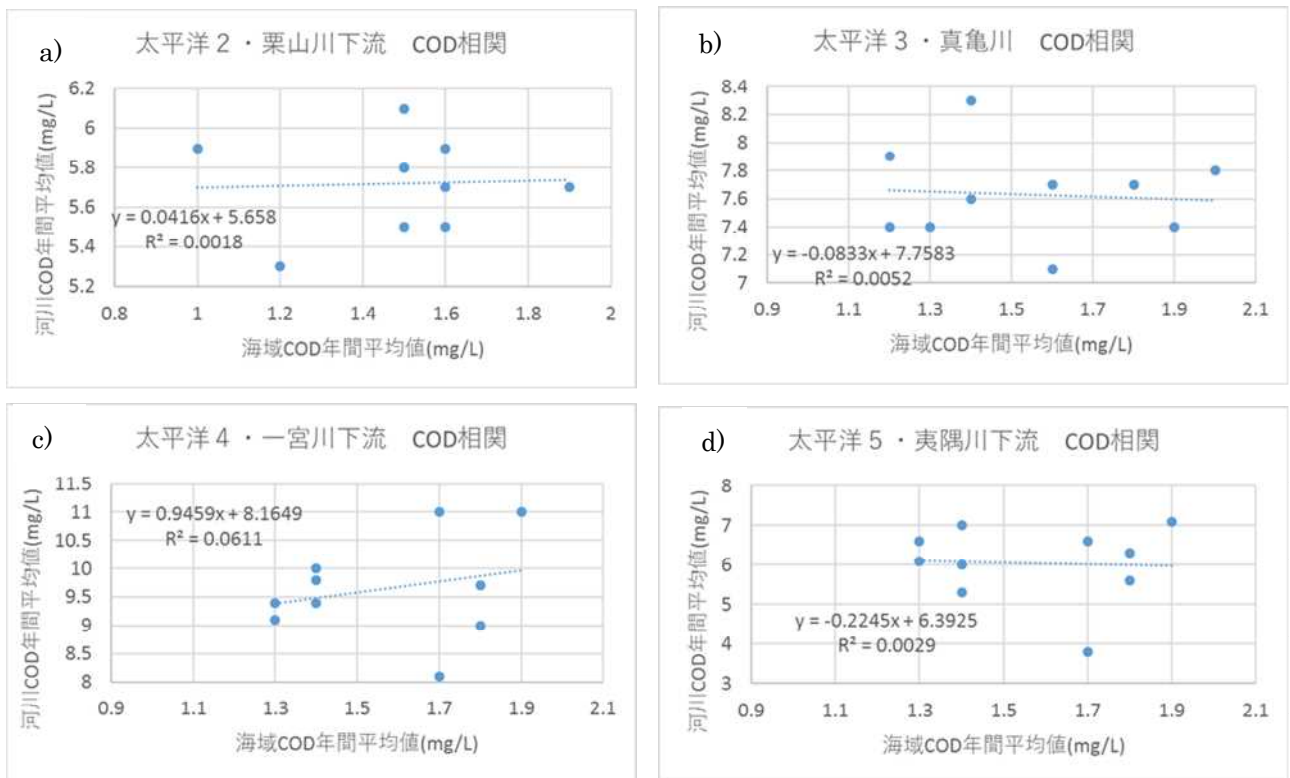 a)
太平洋２・栗山川下流 COD相関
河川COD年間平均値(mg/L)
6.2
6
5.8
5.6
5.4
5.2
y = 0.0416x + 5.658
R² = 0.0018
0.8 1 1.2 1.4 1.6 1.8 2
海域COD年間平均値(mg/L)
b)
太平洋３・真亀川 COD相関
河川COD年間平均値(mg/L)
8.4
8.2
8
7.8
7.6
7.4
7.2
7
y = -0.0833x + 7.7583
R² = 0.0052
0.9 1.1 1.3 1.5 1.7 1.9 2.1
海域COD年間平均値(mg/L)
c)
太平洋４・一宮川下流 COD相関
河川COD年間平均値(mg/L)
11.5
11
10.5
10
9.5
9
8.5
8
y = 0.9459x + 8.1649
R² = 0.0611
0.9 1.1 1.3 1.5 1.7 1.9 2.1
海域COD年間平均値(mg/L)
d)
太平洋５・夷隅川下流 COD相関
河川COD年間平均値(mg/L)
8
7
6
5
4
3
y = -0.2245x + 6.3925
R² = 0.0029
0.9 1.1 1.3 1.5 1.7 1.9 2.1
海域COD年間平均値(mg/L)